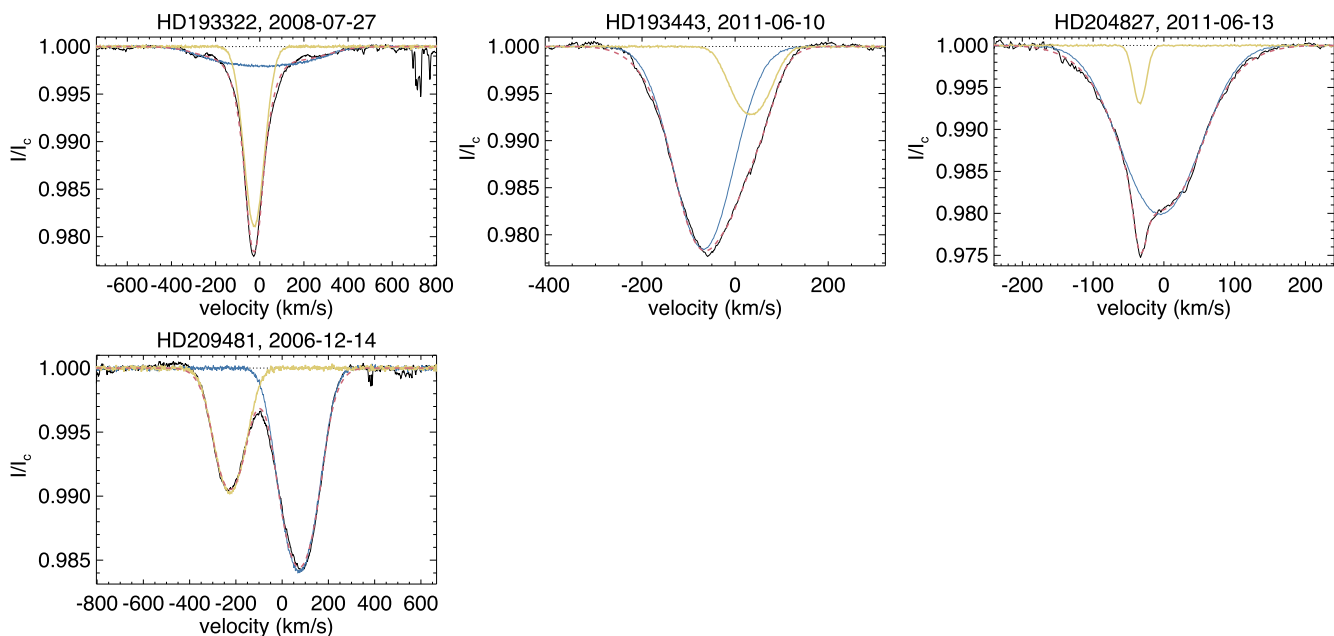 HD193322, 2008-07-27
1.000
0.995
0.990
0.985
0.980
I/Ic
-600 -400 -200 0 200 400 600 800
velocity (km/s)
HD193443, 2011-06-10
1.000
0.995
0.990
0.985
0.980
I/Ic
-400 -200 0 200
velocity (km/s)
HD204827, 2011-06-13
1.000
0.995
0.990
0.985
0.980
0.975
I/Ic
-200 -100 0 100 200
velocity (km/s)
HD209481, 2006-12-14
1.000
0.995
0.990
0.985
I/Ic
-800 -600 -400 -200 0 200 400 600
velocity (km/s)